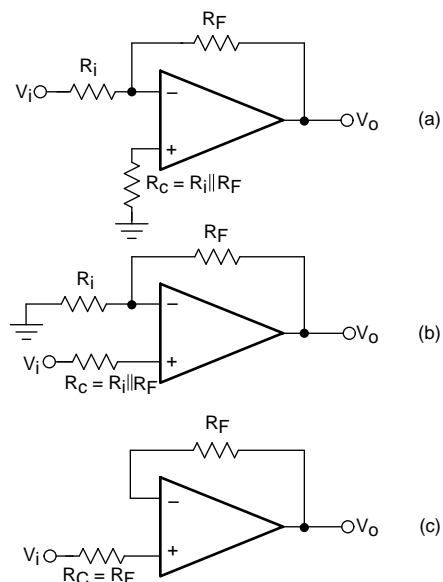 RF
Ri
Vi
−
+
Vo
(a)
RC = Ri||RF
RF
Ri
−
Vo
(b)
Vi
+
RC = Ri||RF
RF
−
Vo
(c)
Vi
+
RC = RF